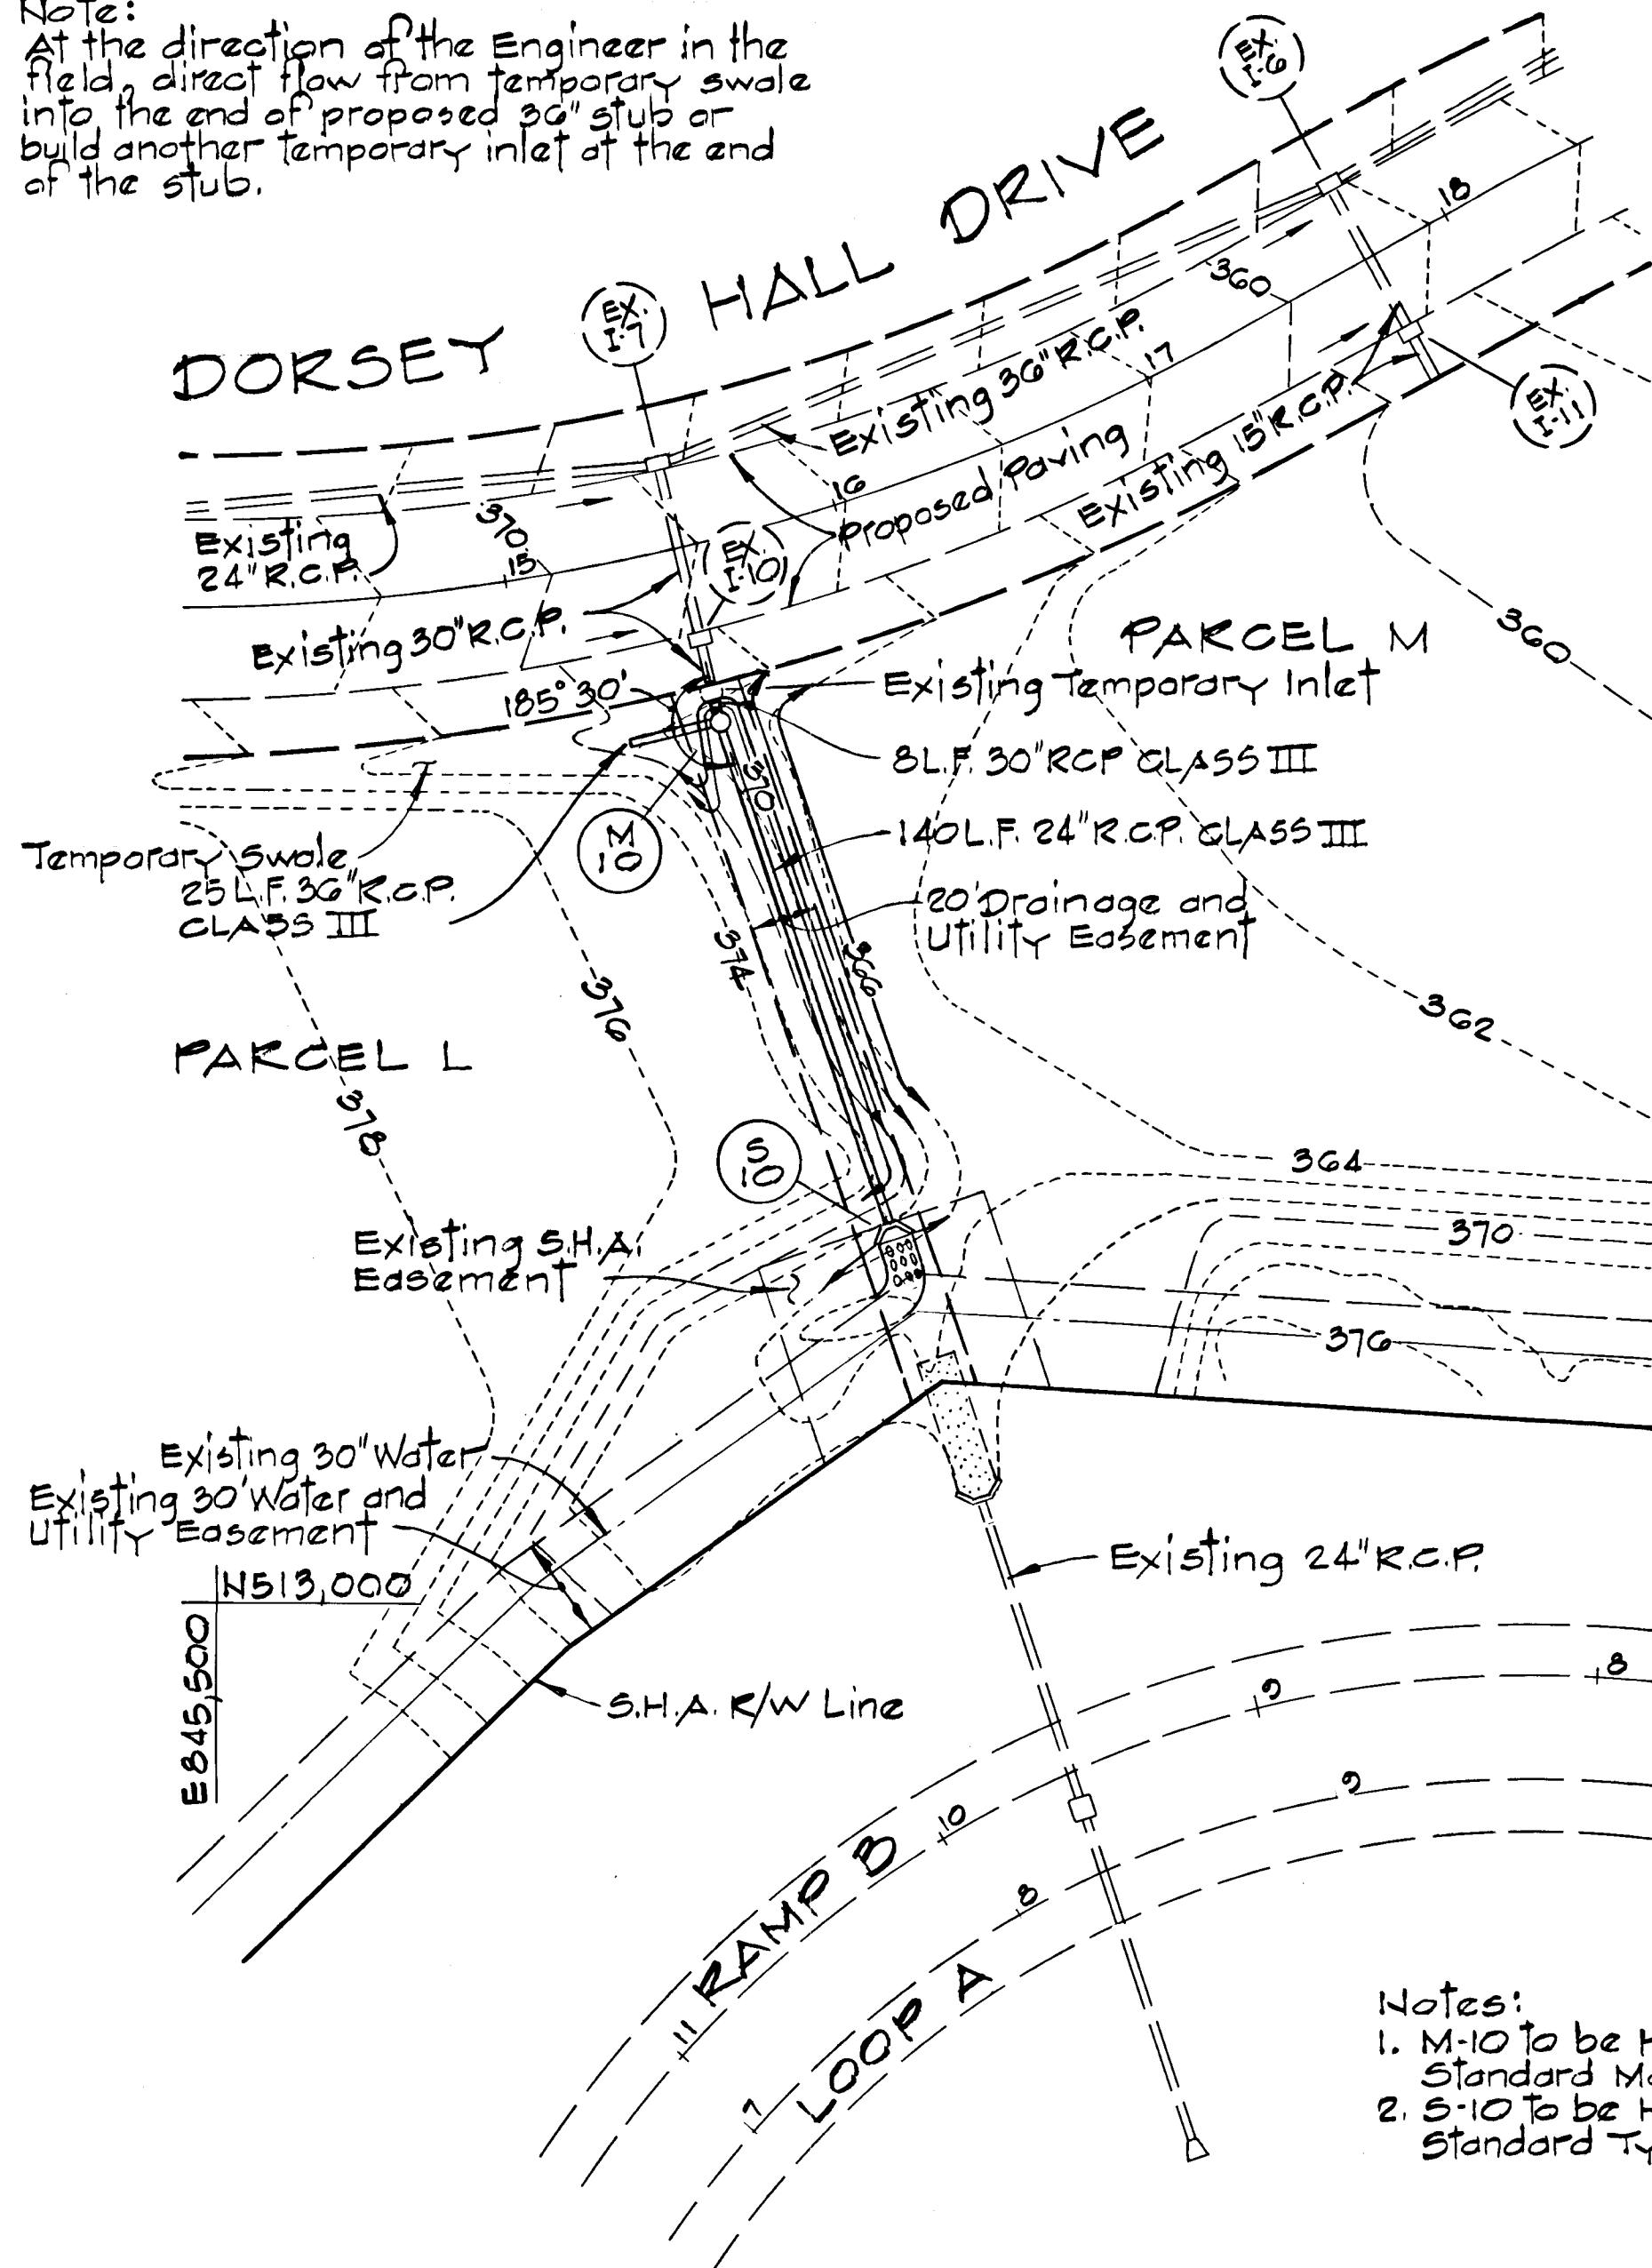 Note:
At the direction of the Engineer in the
field, direct flow from temporary swale
into the end of proposed 36" stub or
build another temporary inlet at the end
of the stub.
EX.
I-6
DORSEY HALL DRIVE
EX.
I-7
18
360
17
Existing 36" R.C.P.
EX.
I-11
Existing 15" R.C.P.
16
Proposed Paving
370
15
Existing
24" R.C.P.
EX.
I-10
Existing 30" R.C.P.
PARCEL M
360
185° 30'
Existing Temporary Inlet
8 L.F. 30" RCP CLASS III
370
M
10
140 L.F. 24" R.C.P. CLASS III
Temporary Swale
25 L.F. 36" R.C.P.
CLASS III
20' Drainage and
Utility Easement
374
366
376
362
PARCEL L
378
S
10
364
370
Existing S.H.A.
Easement
376
Existing 30" Water
Existing 30' Water and
Utility Easement
Existing 24" R.C.P.
N513,000
E845,500
S.H.A. R/W Line
8
9
9
10
RAMP B
8
11
LOOP A
7
Notes:
1. M-10 to be H
Standard Ma
2. S-10 to be H
Standard Ty